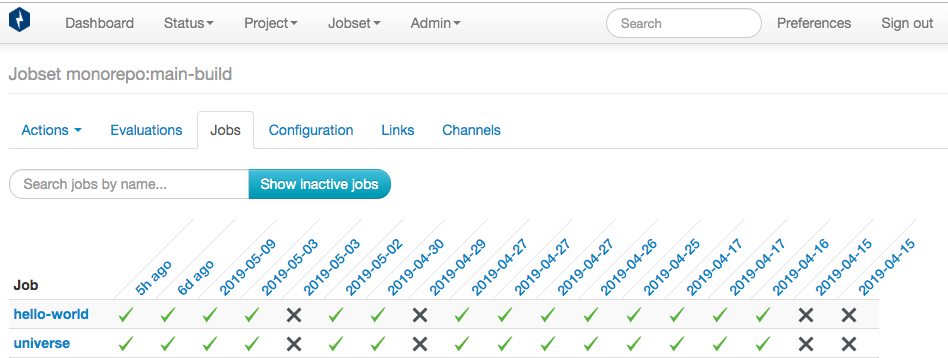 Dashboard Status Project Jobset Admin Search Preferences Sign out
Jobset monorepo:main-build
Actions Evaluations Jobs Configuration Links Channels
Search jobs by name... Show inactive jobs
Job 5h ago 6d ago 2019-05-09 2019-05-03 2019-05-03 2019-05-02 2019-04-30 2019-04-29 2019-04-27 2019-04-27 2019-04-27 2019-04-26 2019-04-25 2019-04-17 2019-04-17 2019-04-16 2019-04-15 2019-04-15
hello-world
universe